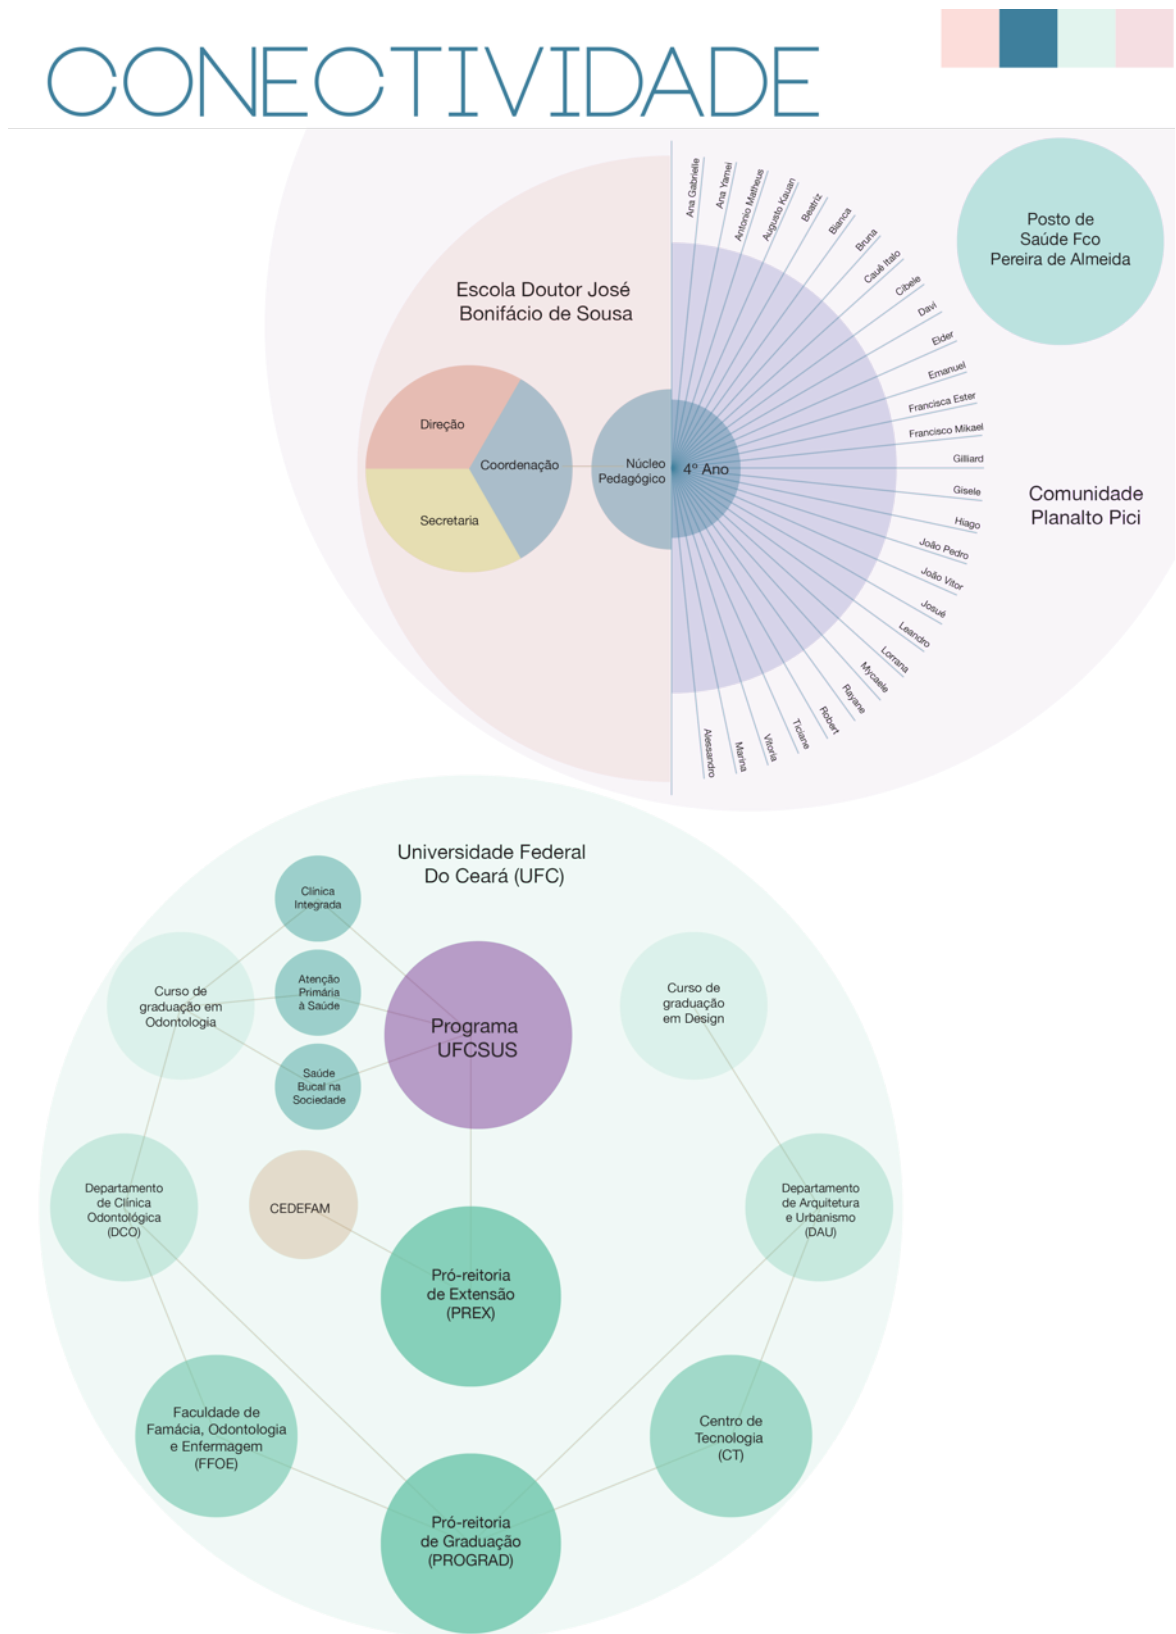 CONECTIVIDADE
Posto de
Saúde Fco
Pereira de Almeida
Escola Doutor José
Bonifácio de Sousa
Direção
Coordenação
Secretaria
Núcleo
Pedagógico
4º Ano
Ana Gabrielle
Ana Yamei
Antonio Matheus
Augusto Kauan
Beatriz
Bianca
Bruna
Cauê Italo
Cibele
Davi
Elder
Emanuel
Francisca Ester
Francisco Mikael
Gilliard
Gisele
Hiago
João Pedro
João Vitor
Josué
Leandro
Lorrana
Mycaele
Rayane
Robert
Ticiane
Vitoria
Marina
Alessandro
Comunidade
Planalto Pici
Universidade Federal
Do Ceará (UFC)
Clínica
Integrada
Atenção
Primária
à Saúde
Saúde
Bucal na
Sociedade
Curso de
graduação em
Odontologia
Programa
UFCSUS
Curso de
graduação
em Design
Departamento
de Clínica
Odontológica
(DCO)
CEDEFAM
Departamento
de Arquitetura
e Urbanismo
(DAU)
Pró-reitoria
de Extensão
(PREX)
Faculdade de
Famácia, Odontologia
e Enfermagem
(FFOE)
Centro de
Tecnologia
(CT)
Pró-reitoria
de Graduação
(PROGRAD)